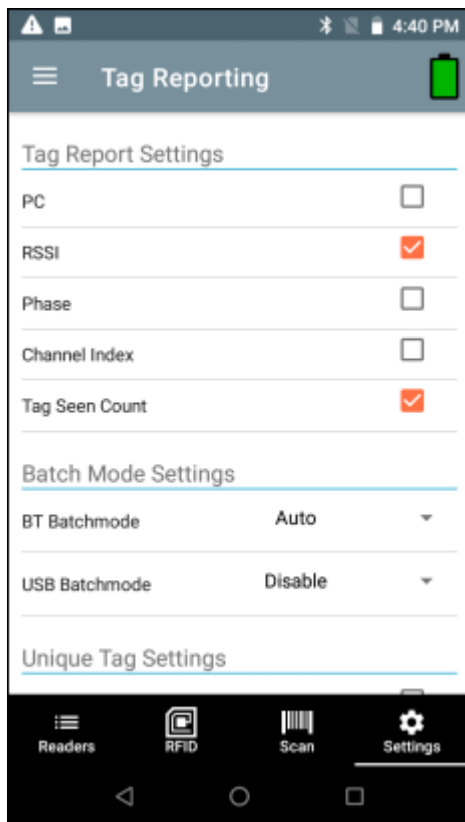 4:40 PM
Tag Reporting
Tag Report Settings
PC
RSSI
Phase
Channel Index
Tag Seen Count
Batch Mode Settings
BT Batchmode Auto
USB Batchmode Disable
Unique Tag Settings
Readers RFID Scan Settings